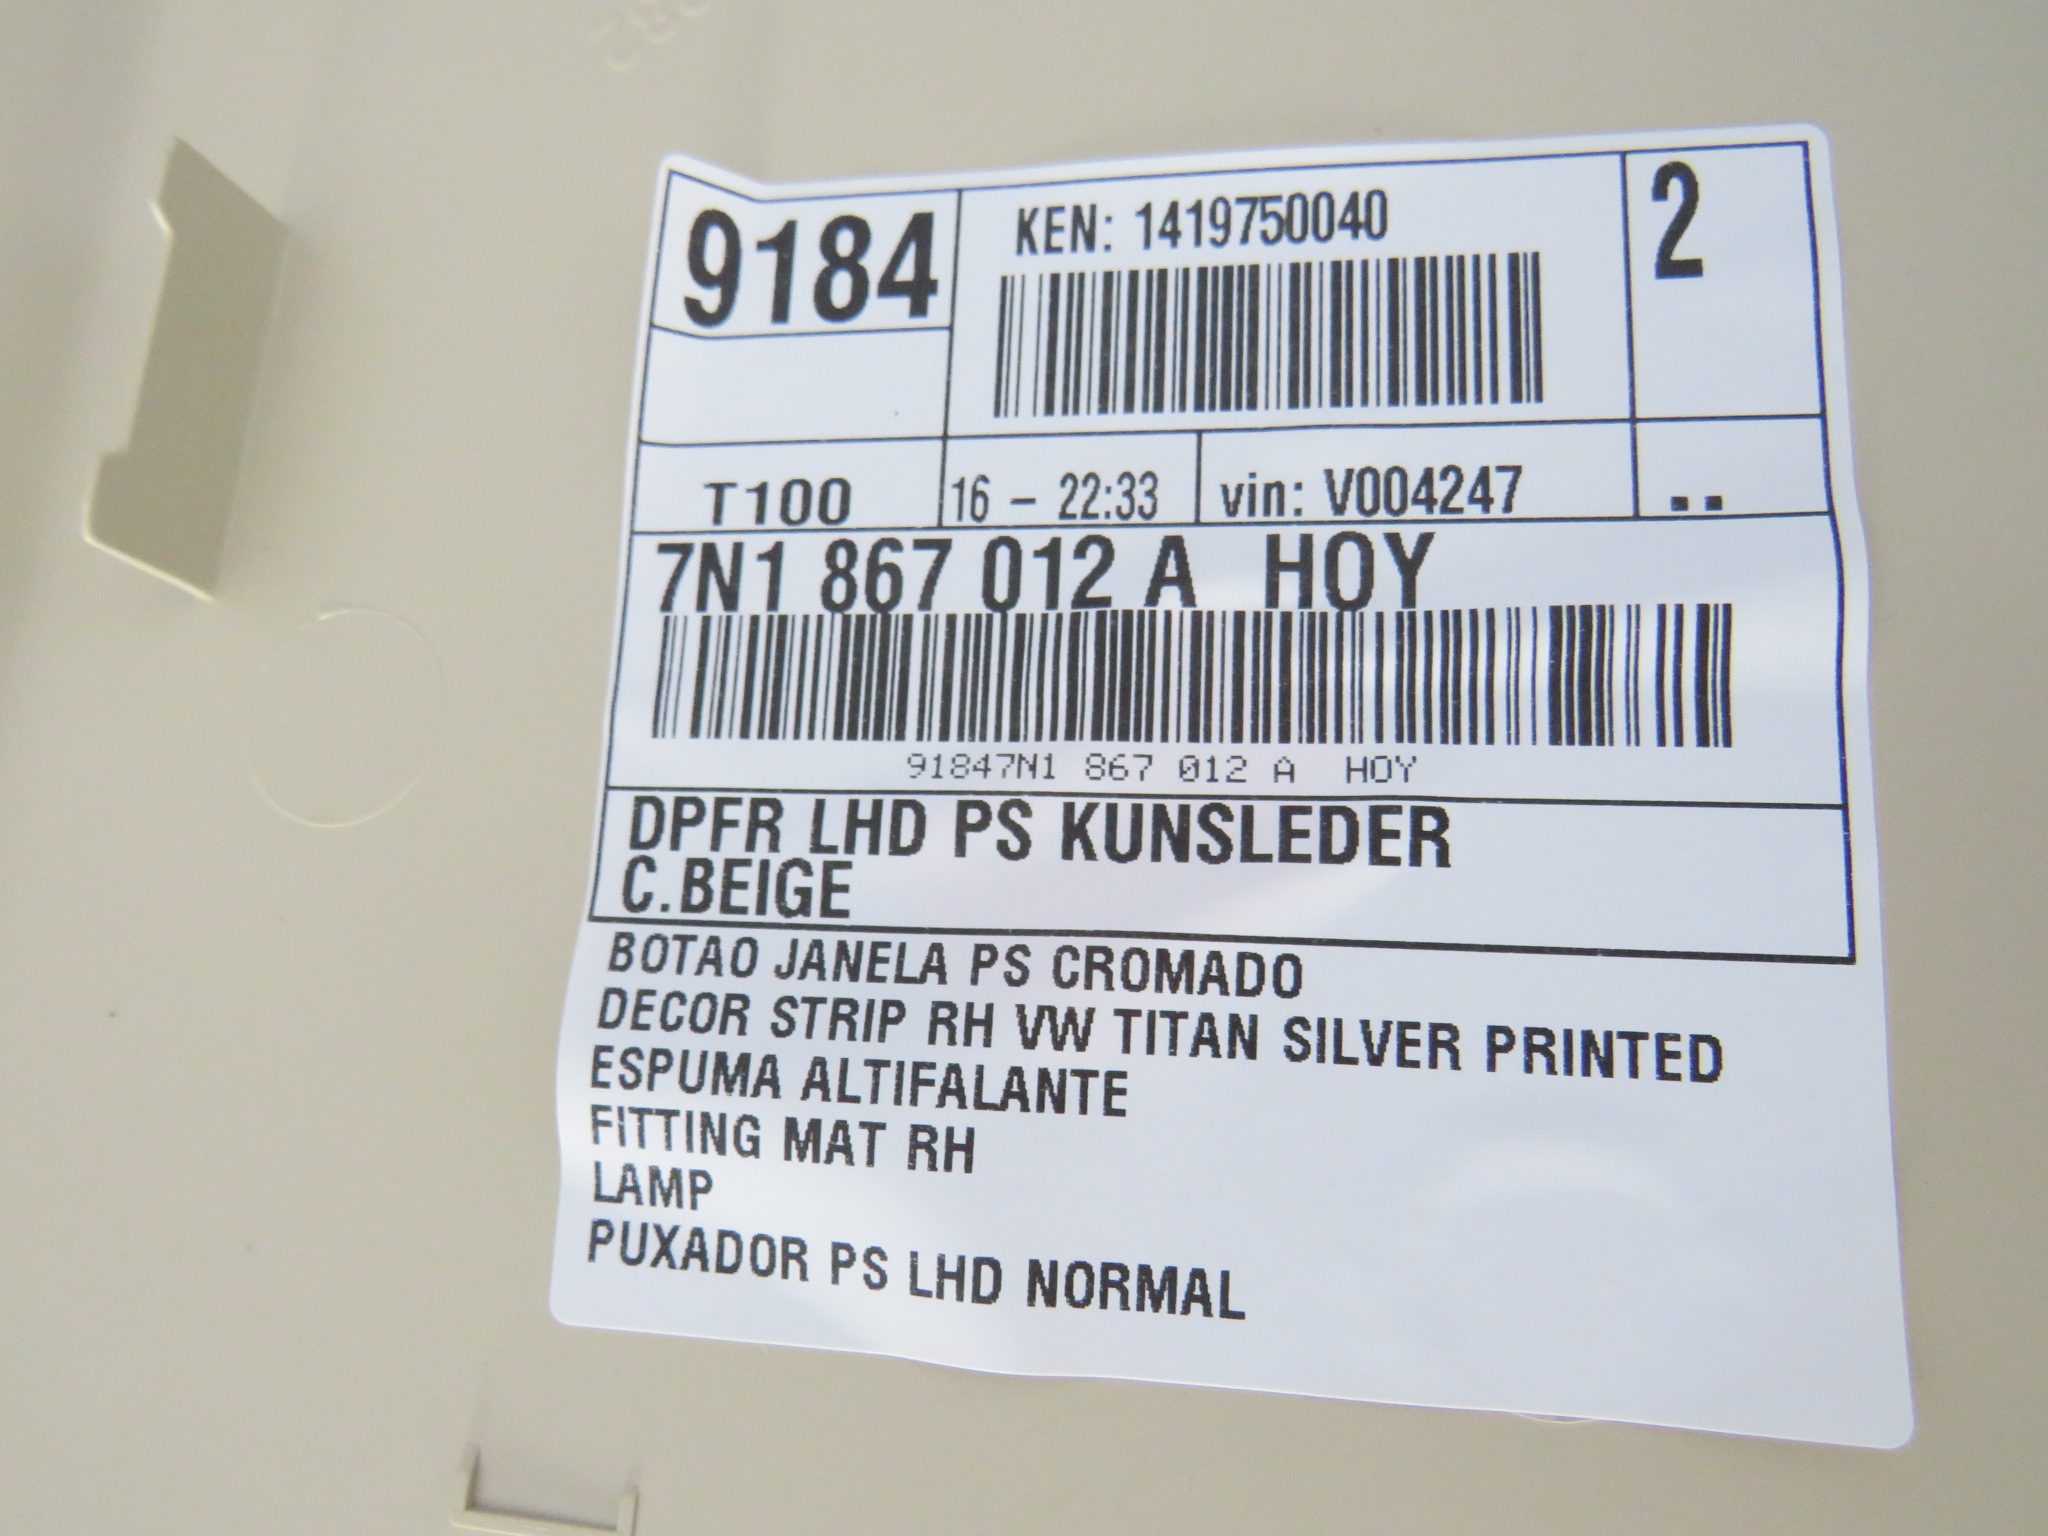 9184
KEN: 1419750040
2
T100
16 - 22:33
vin: V004247
..
7N1 867 012 A HOY
91847N1 867 012 A HOY
DPFR LHD PS KUNSLEDER
C.BEIGE
BOTAO JANELA PS CROMADO
DECOR STRIP RH VW TITAN SILVER PRINTED
ESPUMA ALTIFALANTE
FITTING MAT RH
LAMP
PUXADOR PS LHD NORMAL